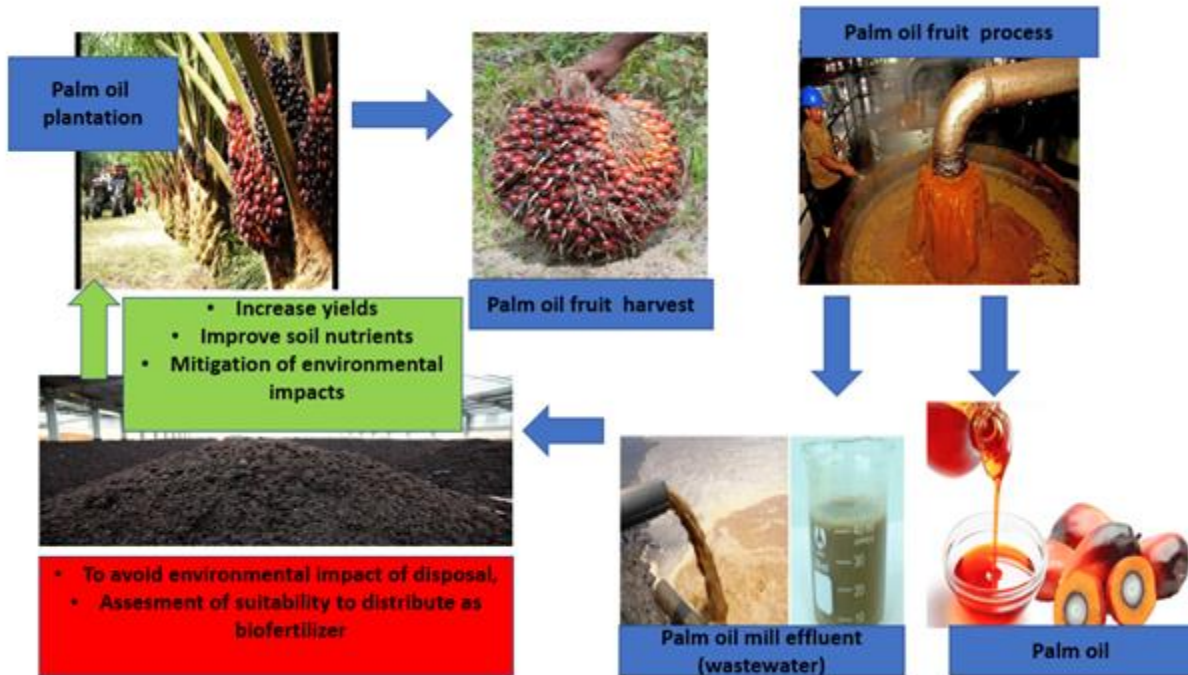 Palm oil
plantation
Palm oil fruit harvest
Palm oil fruit process
• Increase yields
• Improve soil nutrients
• Mitigation of environmental
impacts
• To avoid environmental impact of disposal,
• Assesment of suitability to distribute as
biofertilizer
Palm oil mill effluent
(wastewater)
Palm oil